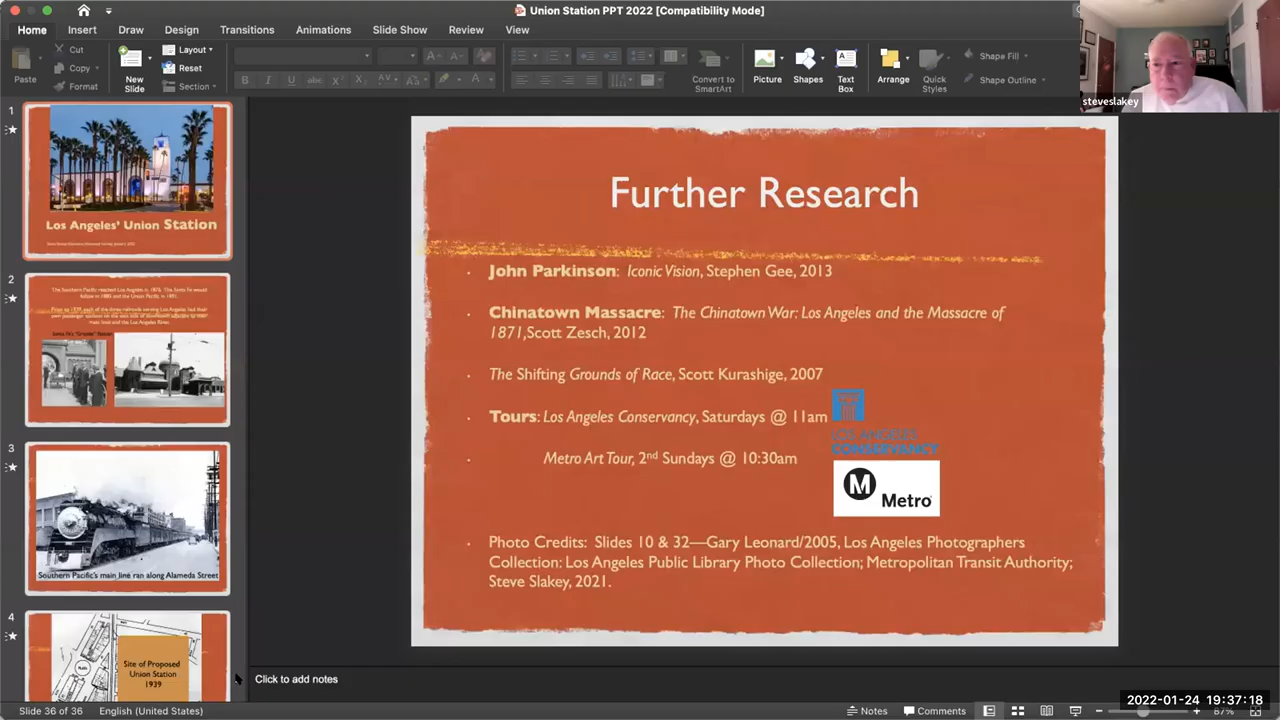 Union Station PPT 2022 [Compatibility Mode]
Home Insert Draw Design Transitions Animations Slide Show Review View
Paste
Cut
Copy
Format
New Slide
Layout
Reset
Section
Convert to SmartArt
Picture
Shapes
Text Box
Arrange
Quick Styles
Shape Fill
Shape Outline
steveslakey
1
Los Angeles' Union Station
2
3
Southern Pacific's main line ran along Alameda Street
4
Site of Proposed
Union Station
1939
Further Research
John Parkinson: Iconic Vision, Stephen Gee, 2013
Chinatown Massacre: The Chinatown War: Los Angeles and the Massacre of
1871,Scott Zesch, 2012
The Shifting Grounds of Race, Scott Kurashige, 2007
Tours: Los Angeles Conservancy, Saturdays @ 11am
LOS ANGELES
CONSERVANCY
Metro Art Tour, 2nd Sundays @ 10:30am
M Metro
Photo Credits: Slides 10 & 32—Gary Leonard/2005, Los Angeles Photographers
Collection: Los Angeles Public Library Photo Collection; Metropolitan Transit Authority;
Steve Slakey, 2021.
Click to add notes
Slide 36 of 36 English (United States)
Notes Comments
2022-01-24 19:37:18
87%